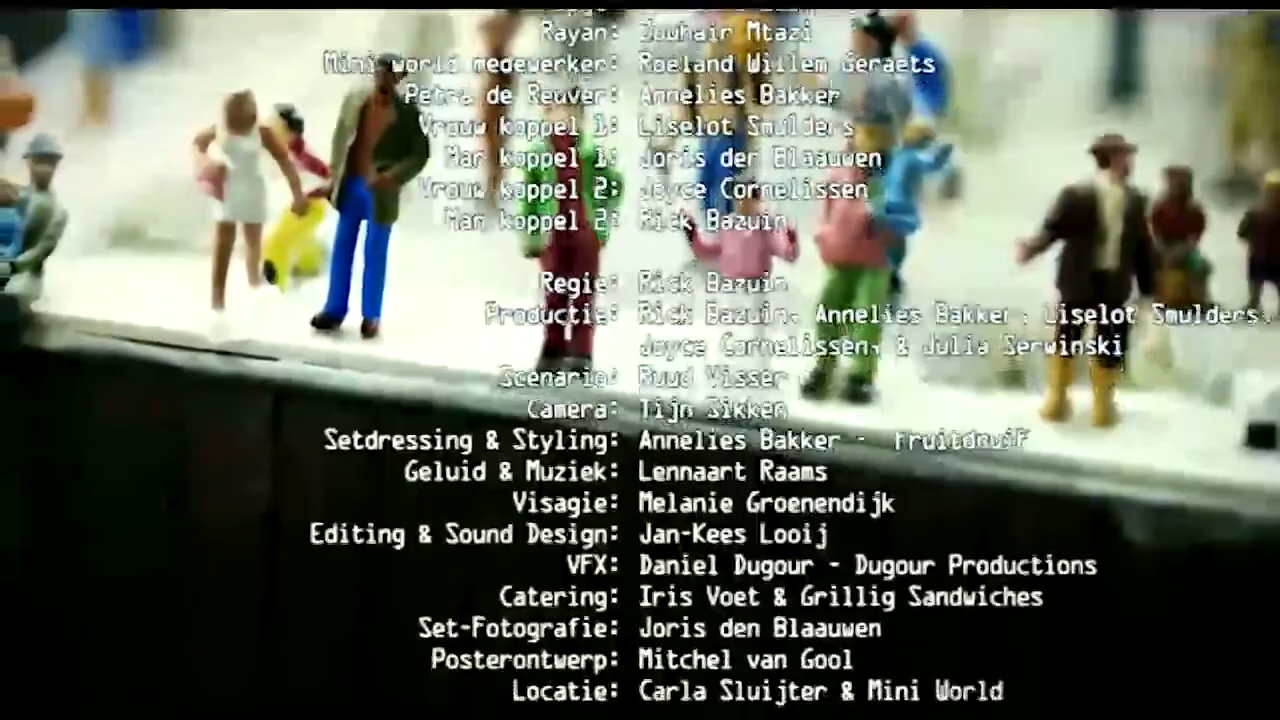 Rayan: Zouhair Mtazi
Mini world medewerker: Roeland Willem Geraets
Petra de Reuver: Annelies Bakker
Vrouw koppel 1: Liselot Smulders
Man koppel 1: Joris den Blaauwen
Vrouw koppel 2: Joyce Cornelissen
Man koppel 2: Rick Bazuin
Regie: Rick Bazuin
Productie: Rick Bazuin, Annelies Bakker, Liselot Smulders,
Joyce Cornelissen, & Julia Serwinski
Scenario: Ruud Visser
Camera: Tijn Sikken
Setdressing & Styling: Annelies Bakker - Fruitdruif
Geluid & Muziek: Lennaart Raams
Visagie: Melanie Groenendijk
Editing & Sound Design: Jan-Kees Looij
VFX: Daniel Dugour - Dugour Productions
Catering: Iris Voet & Grillig Sandwiches
Set-Fotografie: Joris den Blaauwen
Posterontwerp: Mitchel van Gool
Locatie: Carla Sluijter & Mini World